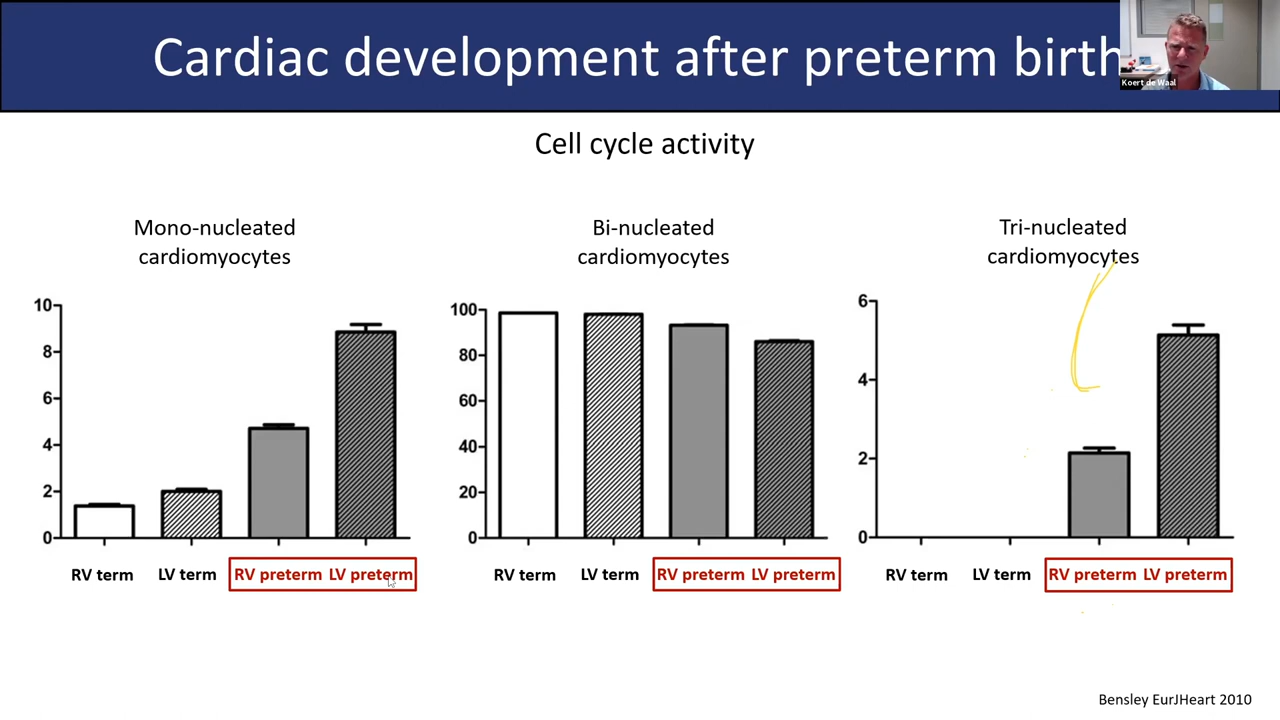 Cardiac development after preterm birth
Koert de Waal
Cell cycle activity
Mono-nucleated
cardiomyocytes
10
8
6
4
2
0
RV term LV term RV preterm LV preterm
Bi-nucleated
cardiomyocytes
100
80
60
40
20
0
RV term LV term RV preterm LV preterm
Tri-nucleated
cardiomyocytes
6
4
2
0
RV term LV term RV preterm LV preterm
Bensley EurJHeart 2010